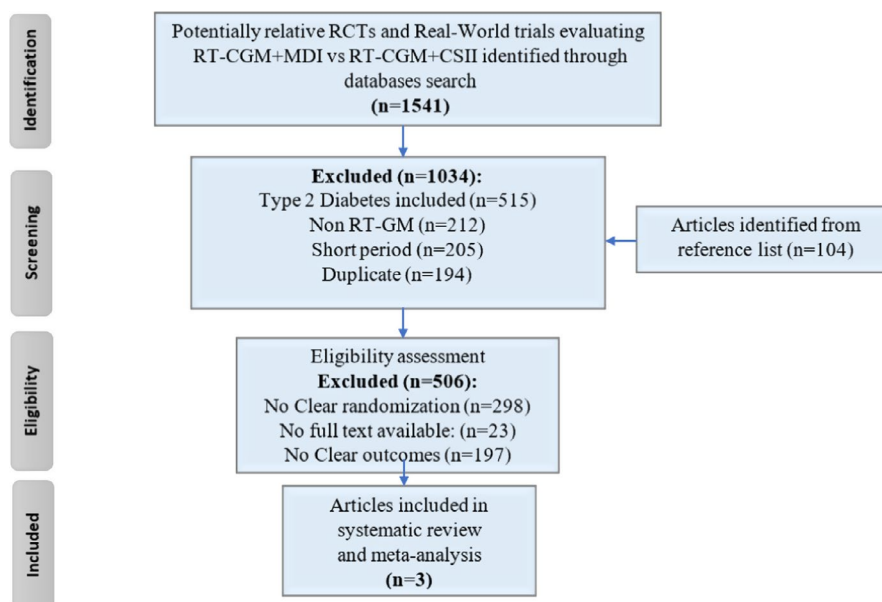 Identification
Potentially relative RCTs and Real-World trials evaluating
RT-CGM+MDI vs RT-CGM+CSII identified through
databases search
(n=1541)
Screening
Excluded (n=1034):
Type 2 Diabetes included (n=515)
Non RT-GM (n=212)
Short period (n=205)
Duplicate (n=194)
Articles identified from
reference list (n=104)
Eligibility
Eligibility assessment
Excluded (n=506):
No Clear randomization (n=298)
No full text available: (n=23)
No Clear outcomes (n=197)
Included
Articles included in
systematic review
and meta-analysis
(n=3)